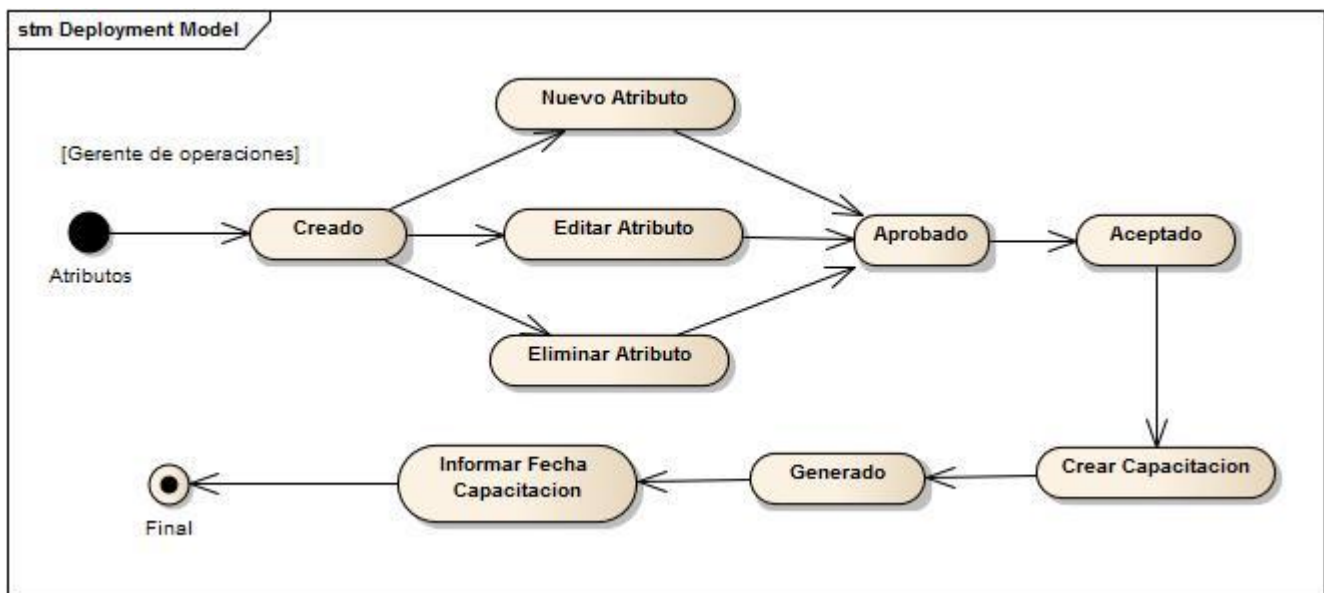 stm Deployment Model
Nuevo Atributo
[Gerente de operaciones]
Creado
Editar Atributo
Aprobado
Aceptado
Atributos
Eliminar Atributo
Informar Fecha
Capacitacion
Generado
Crear Capacitacion
Final